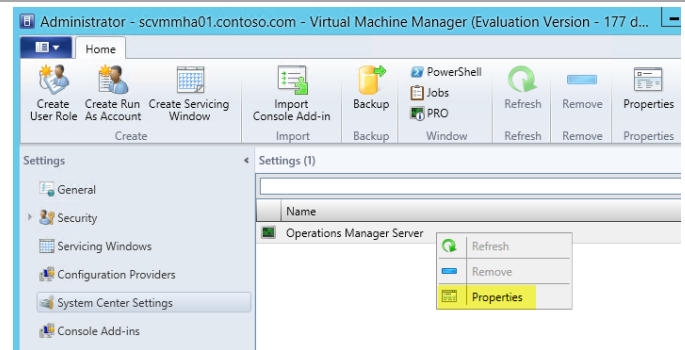 Administrator - scvmmha01.contoso.com - Virtual Machine Manager (Evaluation Version - 177 d...
Home
Create User Role
Create Run As Account
Create Servicing Window
Import Console Add-in
Backup
PowerShell
Jobs
PRO
Refresh
Remove
Properties
Create
Import
Backup
Window
Refresh
Remove
Properties
Settings
Settings (1)
General
Security
Servicing Windows
Configuration Providers
System Center Settings
Console Add-ins
Name
Operations Manager Server
Refresh
Remove
Properties